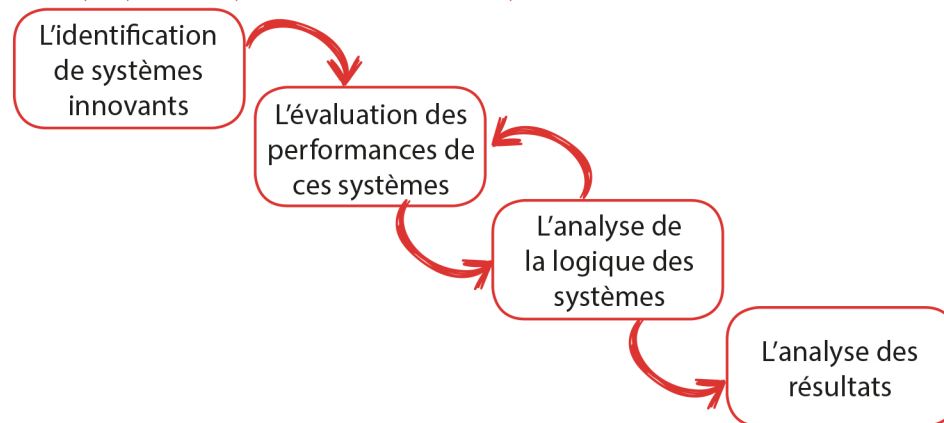 L'identification
de systèmes
innovants
L'évaluation des
performances de
ces systèmes
L'analyse de
la logique des
systèmes
L'analyse des
résultats